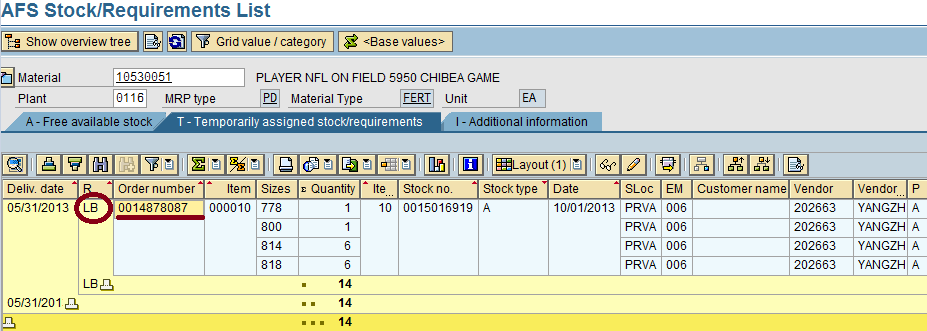 AFS Stock/Requirements List
Show overview tree Grid value / category <Base values>
Material 10530051 PLAYER NFL ON FIELD 5950 CHIBEA GAME
Plant 0116 MRP type PD Material Type FERT Unit EA
A - Free available stock T - Temporarily assigned stock/requirements I - Additional information
Layout (1)
Deliv. date R... Order number Item Sizes Σ Quantity Ite... Stock no. Stock type Date SLoc EM Customer name Vendor Vendor... P
05/31/2013 LB 0014878087 000010 778 1 10 0015016919 A 10/01/2013 PRVA 006 202663 YANGZH A
800 1 PRVA 006 202663 YANGZH A
814 6 PRVA 006 202663 YANGZH A
818 6 PRVA 006 202663 YANGZH A
LB 14
05/31/201 14
14